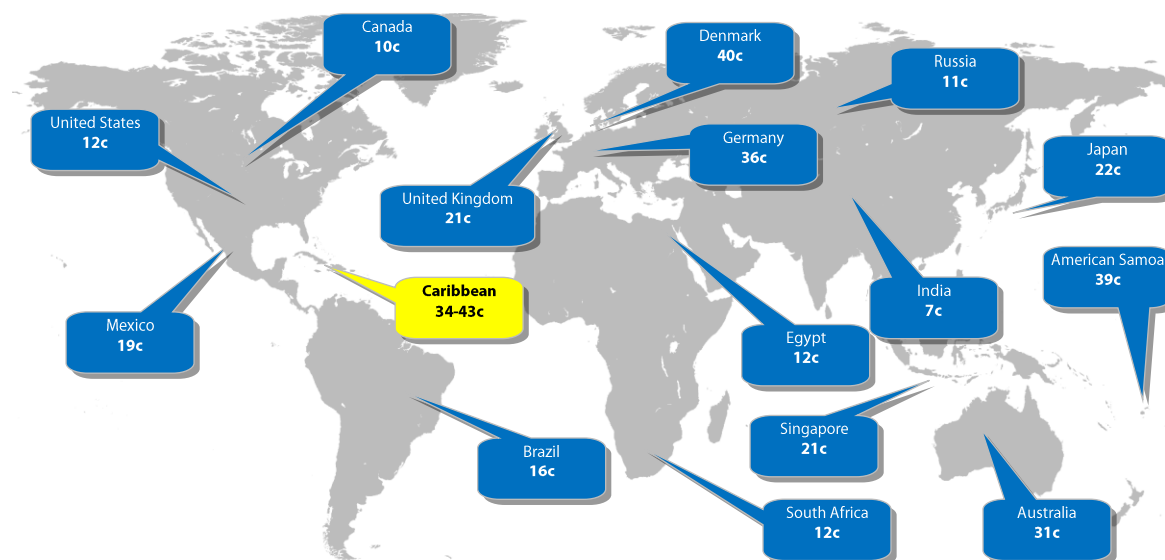 Canada
10c
Denmark
40c
Russia
11c
United States
12c
Germany
36c
Japan
22c
United Kingdom
21c
American Samoa
39c
Caribbean
34-43c
India
7c
Mexico
19c
Egypt
12c
Singapore
21c
Brazil
16c
South Africa
12c
Australia
31c